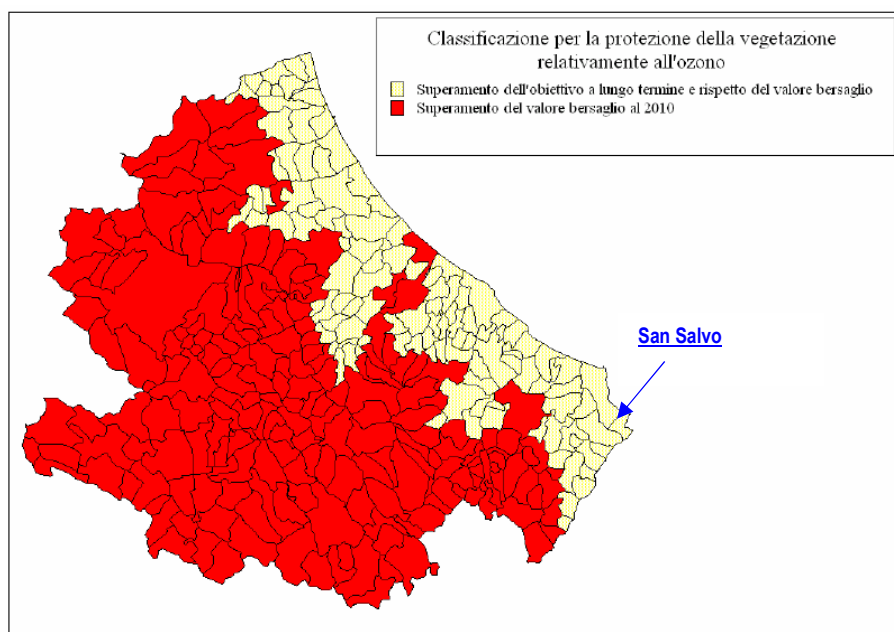 Classificazione per la protezione della vegetazione
relativamente all'ozono
Superamento dell'obiettivo a lungo termine e rispetto del valore bersaglio
Superamento del valore bersaglio al 2010
San Salvo